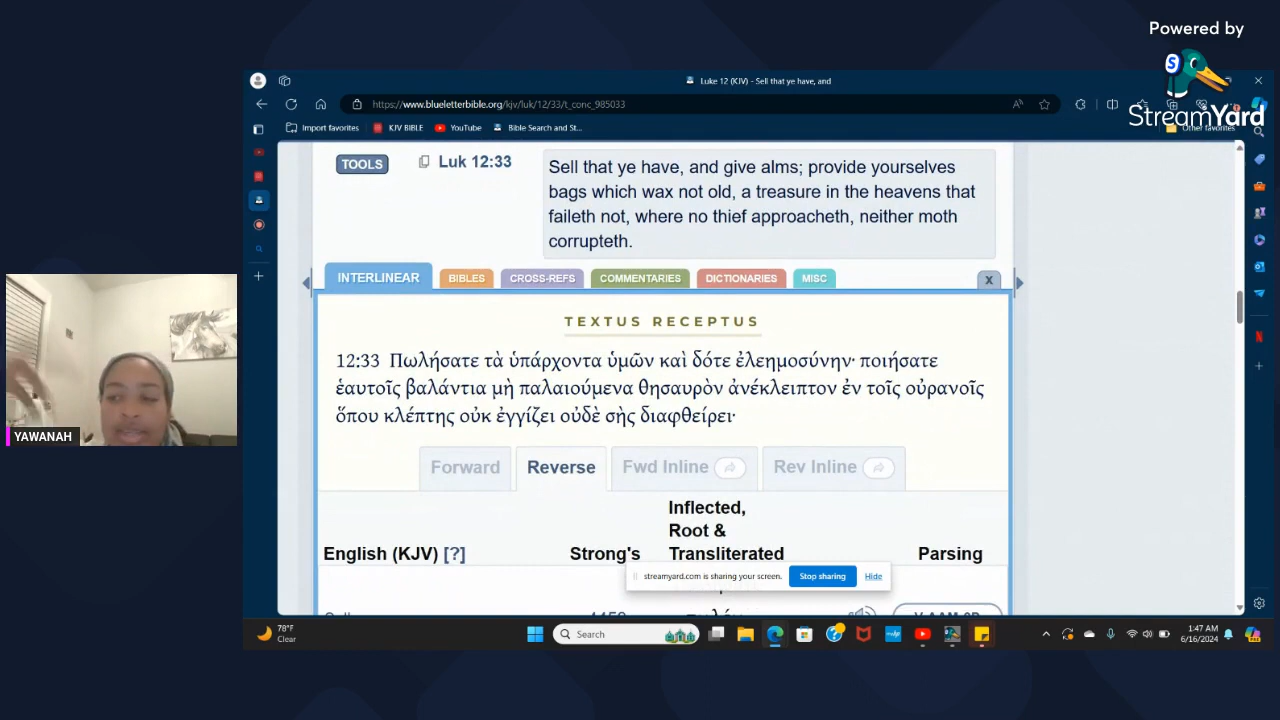 Powered by
StreamYard
Luke 12 (KJV) - Sell that ye have, and
https://www.blueletterbible.org/kjv/luk/12/33/t_conc_985033
Import favorites
KJV BIBLE
YouTube
Bible Search and St...
Other favorites
TOOLS
Luk 12:33
Sell that ye have, and give alms; provide yourselves
bags which wax not old, a treasure in the heavens that
faileth not, where no thief approacheth, neither moth
corrupteth.
INTERLINEAR
BIBLES
CROSS-REFS
COMMENTARIES
DICTIONARIES
MISC
X
TEXTUS RECEPTUS
12:33 Πωλήσατε τὰ ὑπάρχοντα ὑμῶν καὶ δότε ἐλεημοσύνην· ποιήσατε
ἑαυτοῖς βαλάντια μὴ παλαιούμενα θησαυρὸν ἀνέκλειπτον ἐν τοῖς οὐρανοῖς
ὅπου κλέπτης οὐκ ἐγγίζει οὐδὲ σὴς διαφθείρει·
Forward
Reverse
Fwd Inline
Rev Inline
English (KJV) [?]
Strong's
Inflected,
Root &
Transliterated
Parsing
streamyard.com is sharing your screen.
Stop sharing
Hide
YAWANAH
78°F
Clear
Search
1:47 AM
6/16/2024